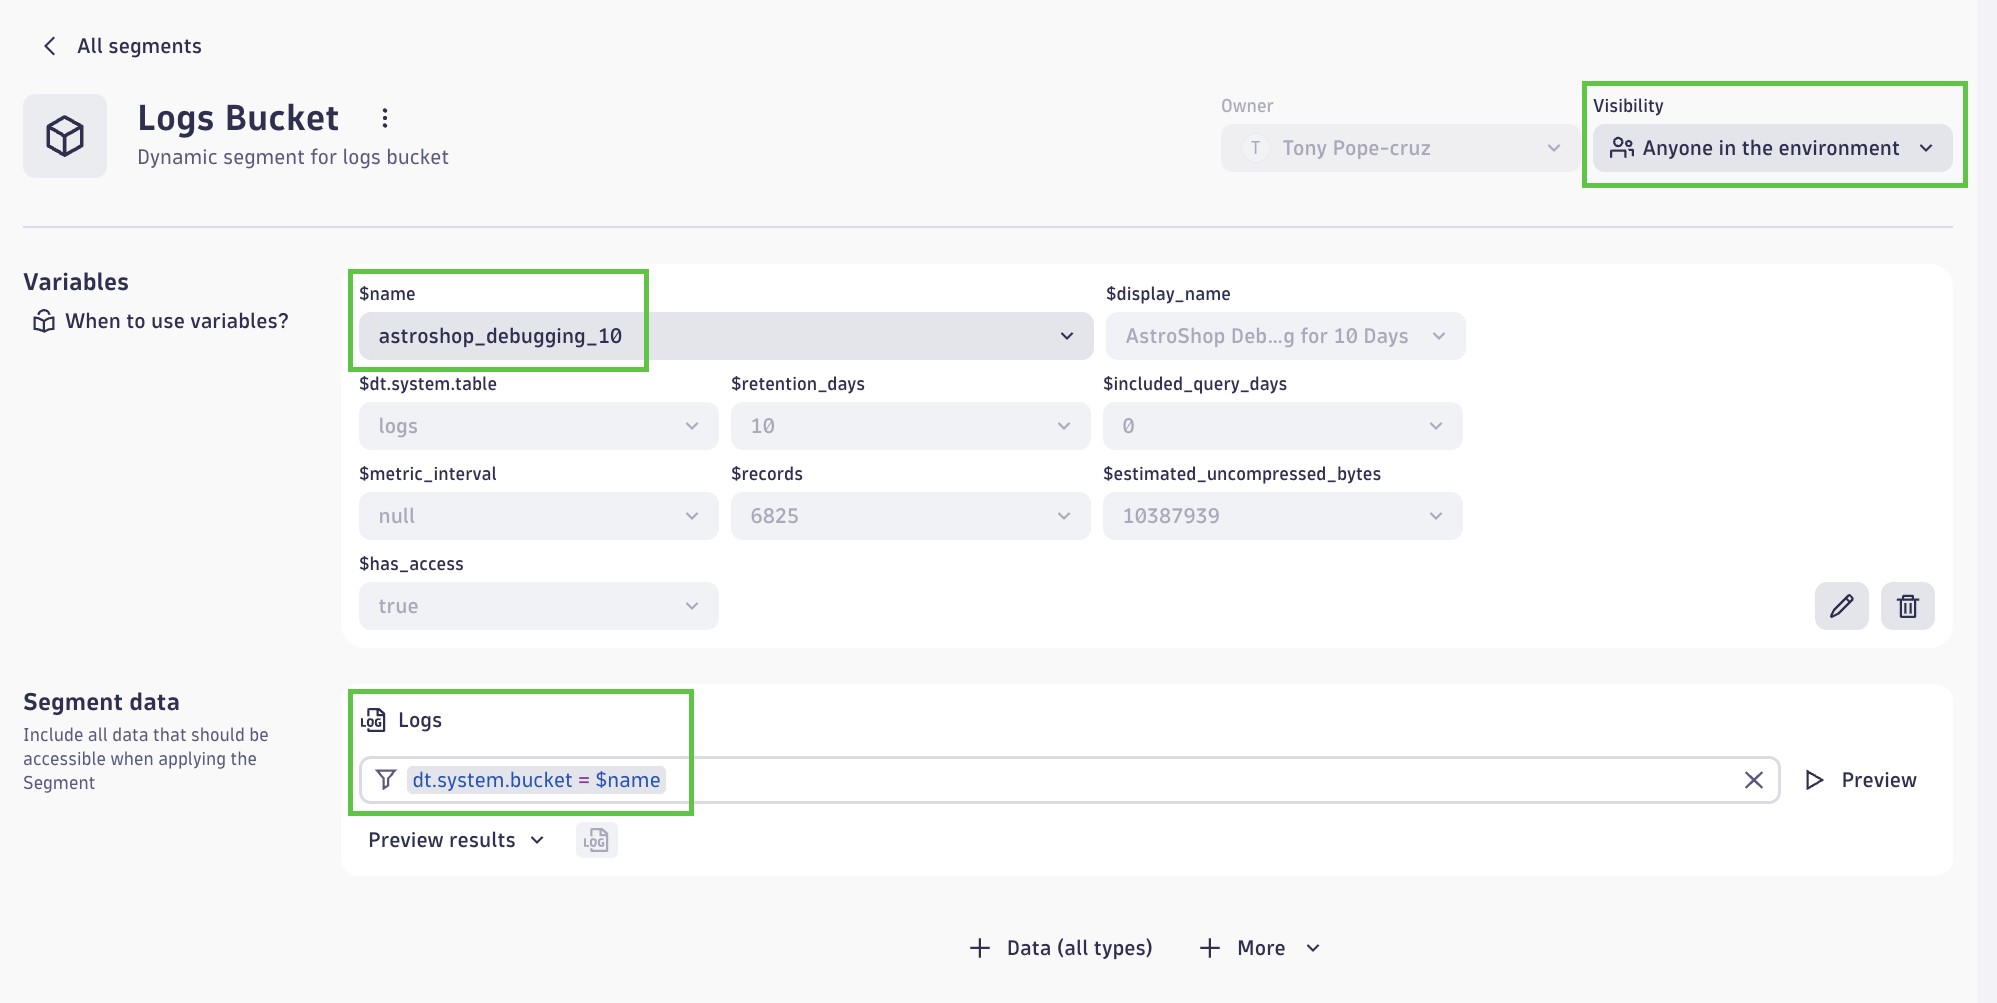 All segments
Logs Bucket
Dynamic segment for logs bucket
Owner
T Tony Pope-cruz
Visibility
Anyone in the environment
Variables
When to use variables?
$name
astroshop_debugging_10
$display_name
AstroShop Deb...g for 10 Days
$dt.system.table
logs
$retention_days
10
$included_query_days
0
$metric_interval
null
$records
6825
$estimated_uncompressed_bytes
10387939
$has_access
true
Segment data
Include all data that should be
accessible when applying the
Segment
LOG Logs
dt.system.bucket = $name
Preview
Preview results
LOG
Data (all types)
More